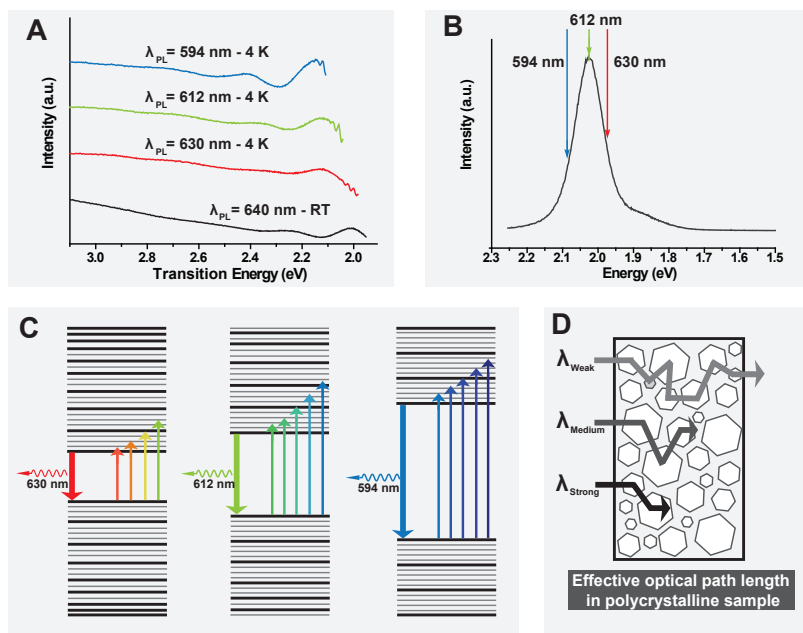 A
λPL= 594 nm - 4 K
λPL= 612 nm - 4 K
λPL= 630 nm - 4 K
λPL= 640 nm - RT
Intensity (a.u.)
3.0 2.8 2.6 2.4 2.2 2.0
Transition Energy (eV)
B
612 nm
594 nm
630 nm
Intensity (a.u.)
2.3 2.2 2.1 2.0 1.9 1.8 1.7 1.6 1.5
Energy (eV)
C
630 nm
612 nm
594 nm
D
λWeak
λMedium
λStrong
Effective optical path length
in polycrystalline sample